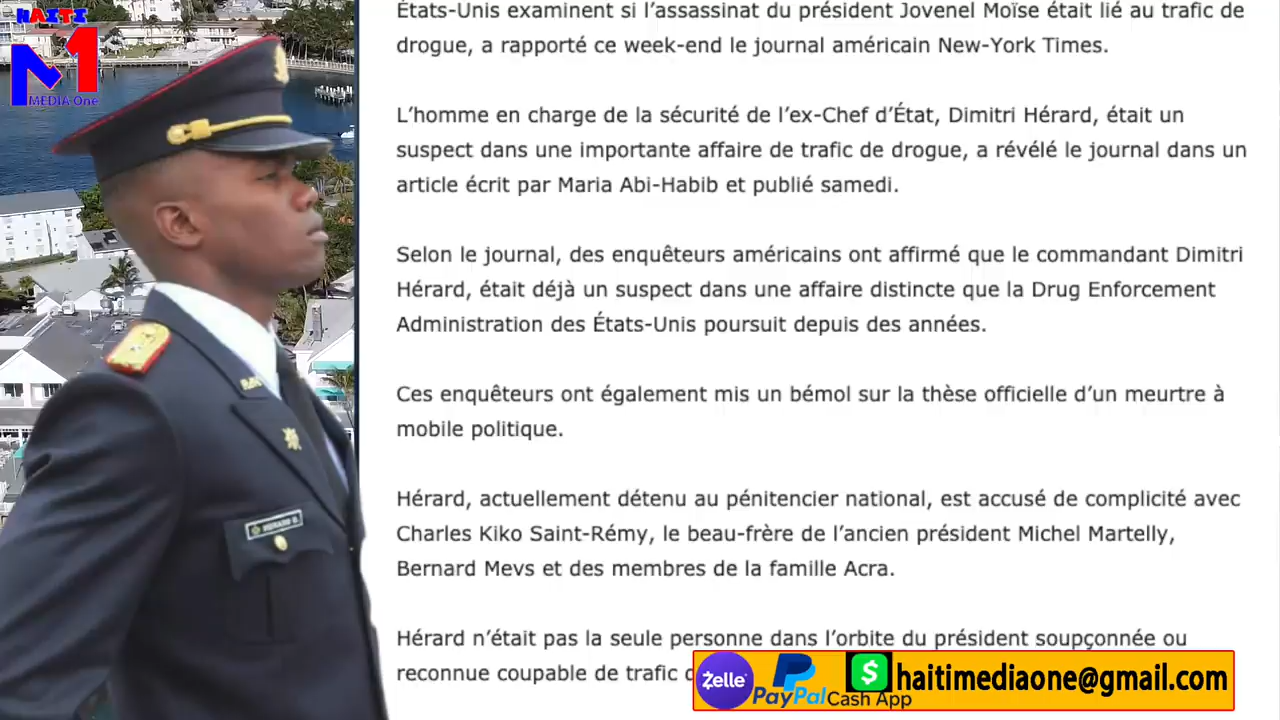 HAITI
M1
MEDIA One
États-Unis examinent si l’assassinat du président Jovenel Moïse était lié au trafic de
drogue, a rapporté ce week-end le journal américain New-York Times.
L’homme en charge de la sécurité de l’ex-Chef d’État, Dimitri Hérard, était un
suspect dans une importante affaire de trafic de drogue, a révélé le journal dans un
article écrit par Maria Abi-Habib et publié samedi.
Selon le journal, des enquêteurs américains ont affirmé que le commandant Dimitri
Hérard, était déjà un suspect dans une affaire distincte que la Drug Enforcement
Administration des États-Unis poursuit depuis des années.
Ces enquêteurs ont également mis un bémol sur la thèse officielle d’un meurtre à
mobile politique.
Hérard, actuellement détenu au pénitencier national, est accusé de complicité avec
Charles Kiko Saint-Rémy, le beau-frère de l’ancien président Michel Martelly,
Bernard Mevs et des membres de la famille Acra.
Hérard n’était pas la seule personne dans l’orbite du président soupçonnée ou
reconnue coupable de trafic
HERARD D.
Zelle
PayPal
$
Cash App
haitimediaone@gmail.com